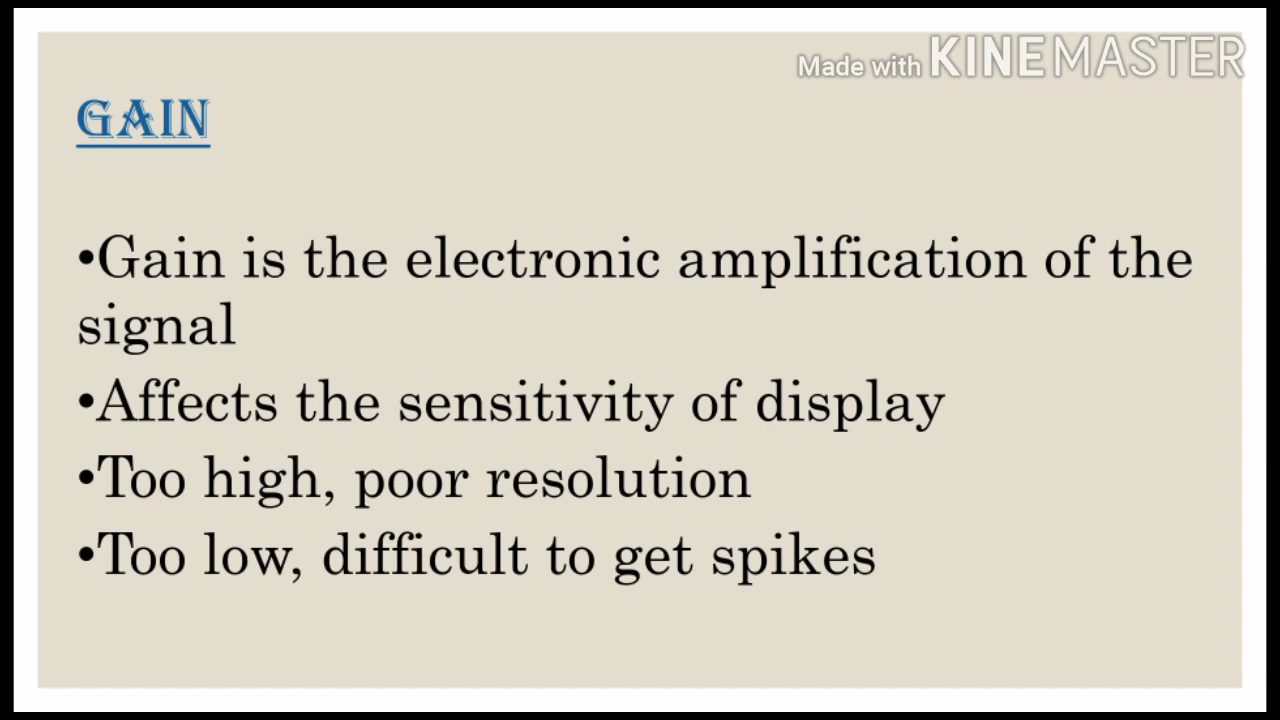 Made with KINEMASTER
GAIN
•Gain is the electronic amplification of the
signal
•Affects the sensitivity of display
•Too high, poor resolution
•Too low, difficult to get spikes